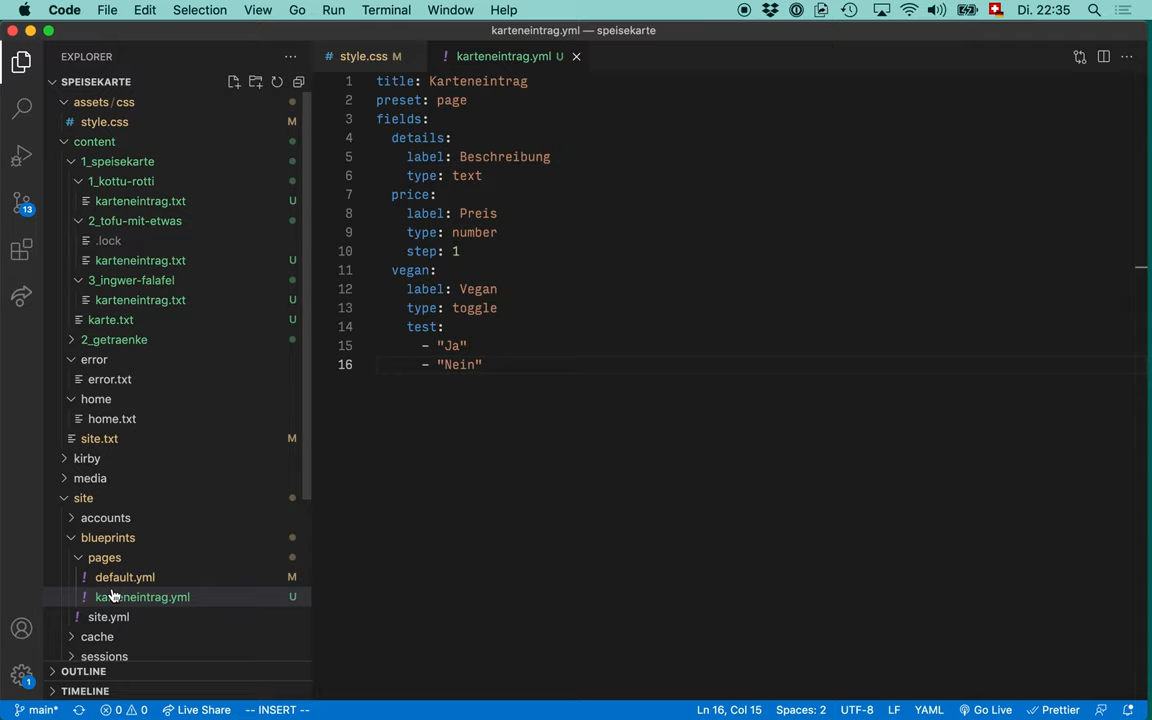 Code File Edit Selection View Go Run Terminal Window Help Di. 22:35
karteneintrag.yml — speisekarte
EXPLORER
style.css M
karteneintrag.yml U
SPEISEKARTE
assets / css
style.css M
content
1_speisekarte
1_kottu-rotti
karteneintrag.txt U
2_tofu-mit-etwas
.lock
karteneintrag.txt U
3_ingwer-falafel
karteneintrag.txt U
karte.txt U
2_getraenke
error
error.txt
home
home.txt
site.txt M
kirby
media
site
accounts
blueprints
pages
default.yml M
karteneintrag.yml U
site.yml
cache
sessions
OUTLINE
TIMELINE
13
1
1 title: Karteneintrag
2 preset: page
3 fields:
4 details:
5 label: Beschreibung
6 type: text
7 price:
8 label: Preis
9 type: number
10 step: 1
11 vegan:
12 label: Vegan
13 type: toggle
14 test:
15 - "Ja"
16 - "Nein"
main* 0 0 Live Share -- INSERT -- Ln 16, Col 15 Spaces: 2 UTF-8 LF YAML Go Live Prettier